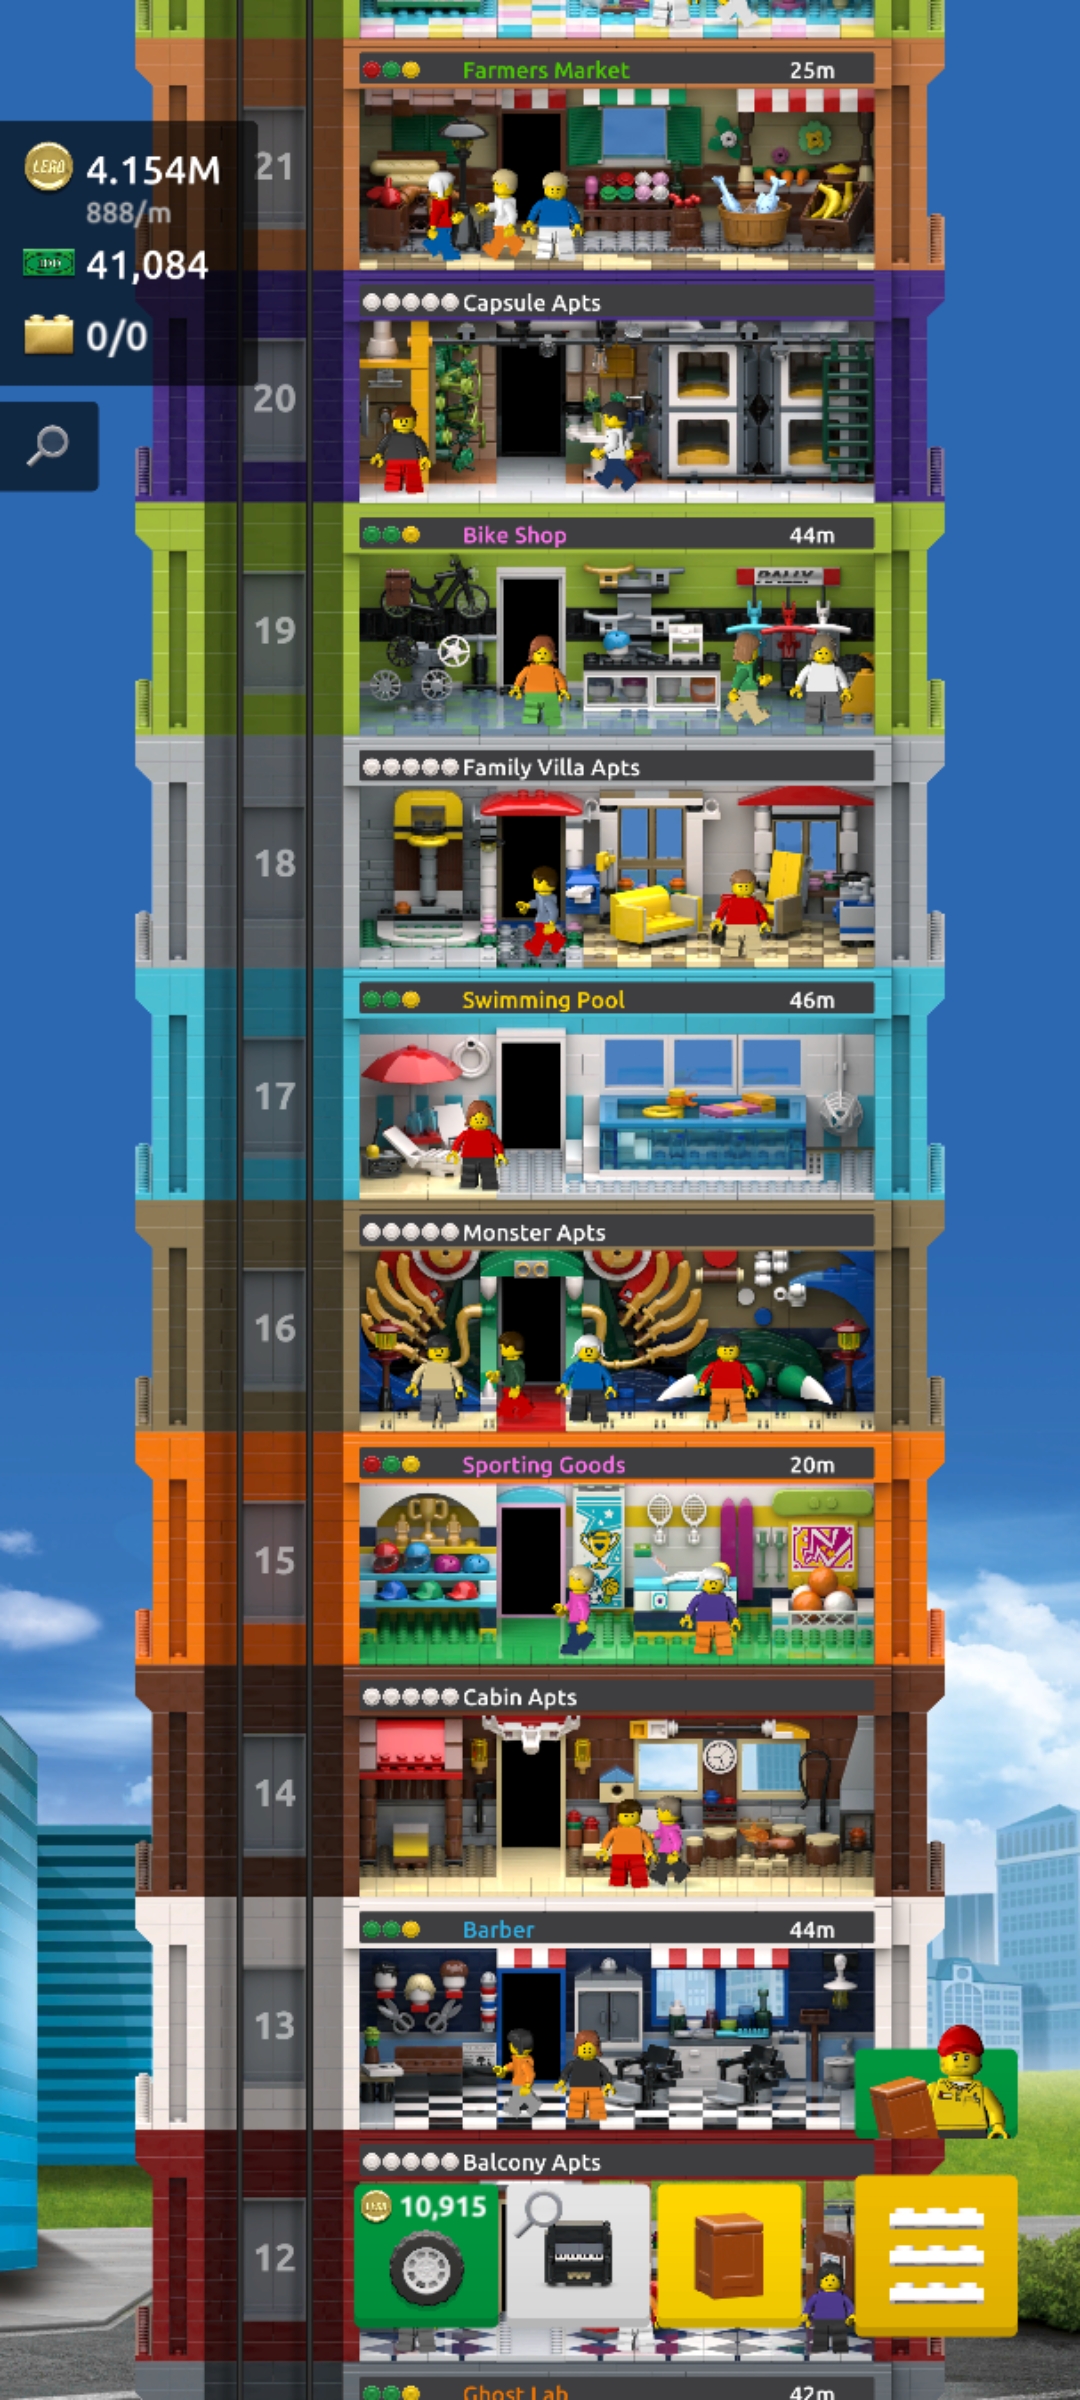 Farmers Market 25m
21
LEGO 4.154M
888/m
41,084
0/0
Capsule Apts
20
Bike Shop 44m
RALLY
19
Family Villa Apts
18
Swimming Pool 46m
17
Monster Apts
16
Sporting Goods 20m
N
15
Cabin Apts
14
Barber 44m
13
Balcony Apts
10,915
12
Ghost Lab 42m